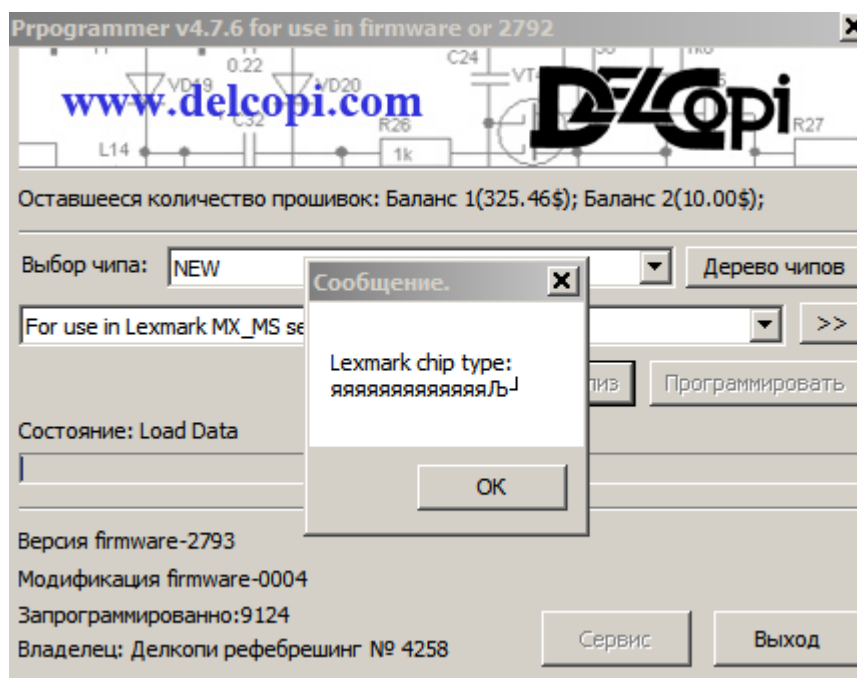 Prpogrammer v4.7.6 for use in firmware or 2792
VD19
0.22
VD20
C24
www.delcopi.com
DELCopi
C32
R26
R27
L14
1k
Оставшееся количество прошивок: Баланс 1(325.46$); Баланс 2(10.00$);
Выбор чипа:
NEW
Дерево чипов
Сообщение.
For use in Lexmark MX_MS se
>>
Lexmark chip type:
яяяяяяяяяяяяяЉ┘
лиз
Программировать
Состояние: Load Data
OK
Версия firmware-2793
Модификация firmware-0004
Запрограммированно:9124
Владелец: Делкопи рефебрешинг № 4258
Сервис
Выход